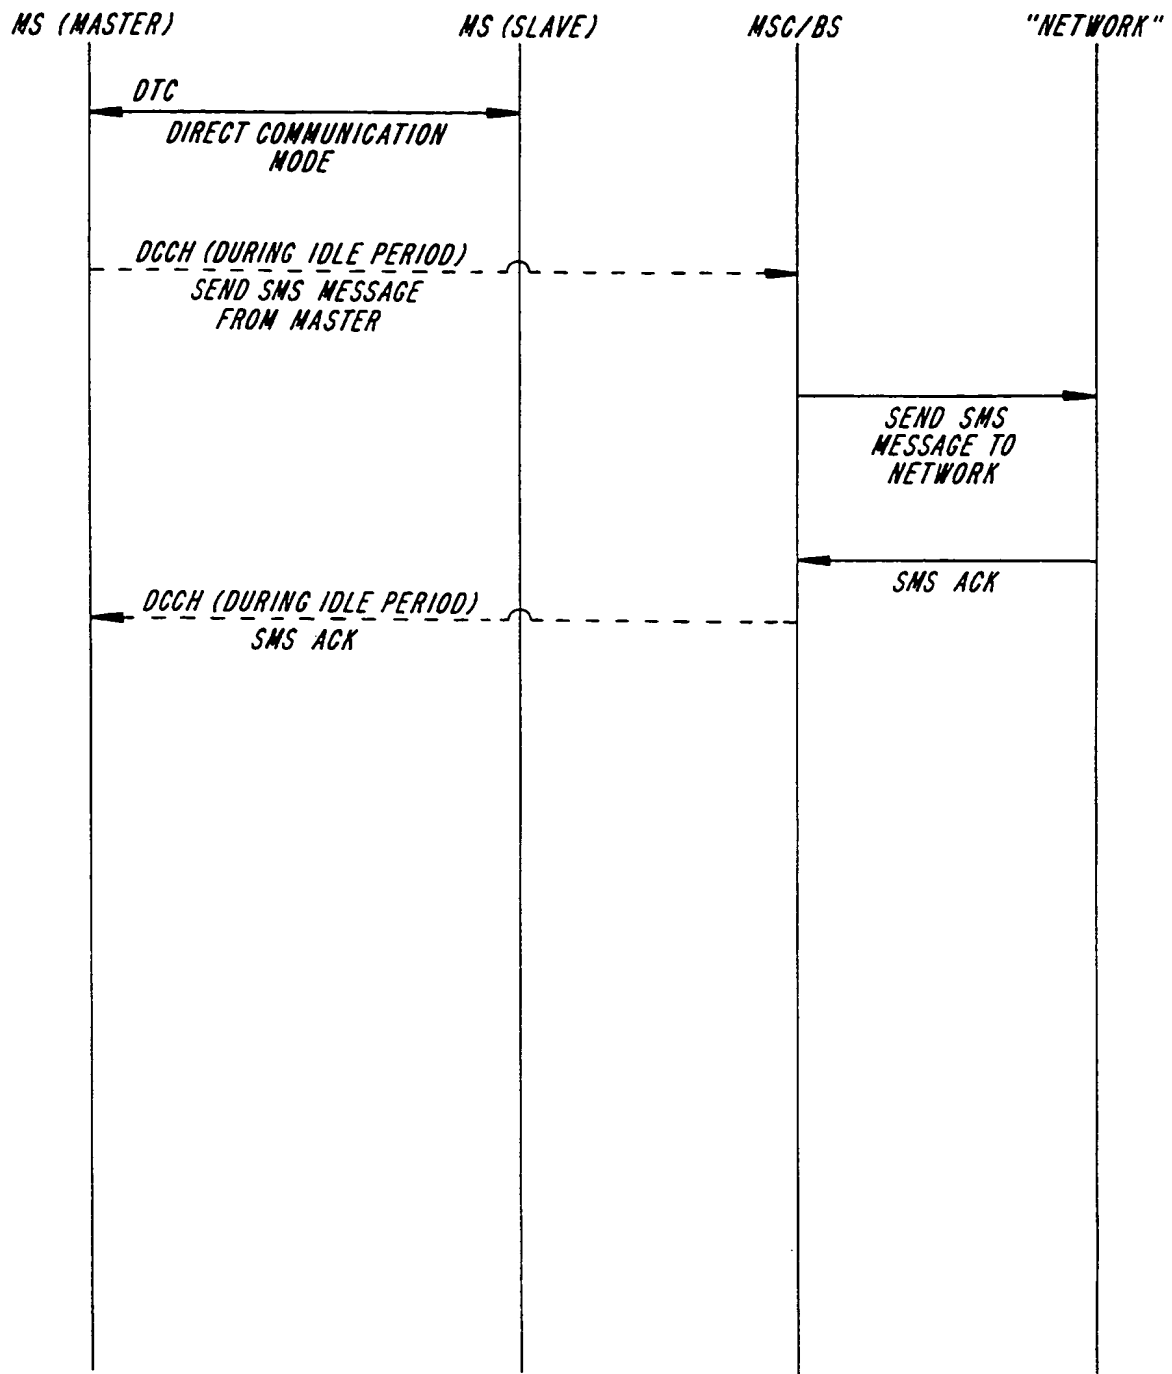 MS (MASTER)
MS (SLAVE)
MSC/BS
"NETWORK"
DTC
DIRECT COMMUNICATION
MODE
DCCH (DURING IDLE PERIOD)
SEND SMS MESSAGE
FROM MASTER
SEND SMS
MESSAGE TO
NETWORK
SMS ACK
DCCH (DURING IDLE PERIOD)
SMS ACK